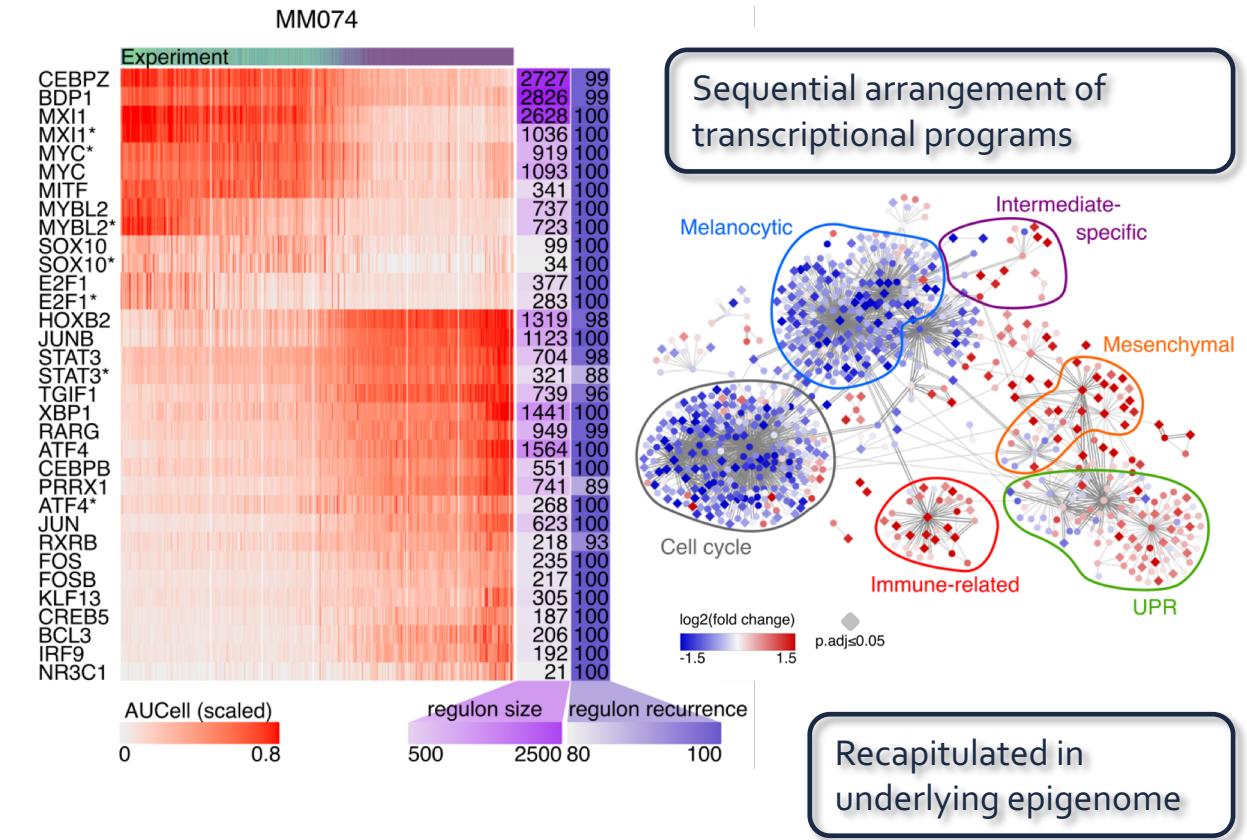 MM074
Experiment
CEBPZ 2727 99
BDP1 2826 99
MXI1 2628 100
MXI1* 1036 100
MYC* 919 100
MYC 1093 100
MITF 341 100
MYBL2 737 100
MYBL2* 723 100
SOX10 99 100
SOX10* 34 100
E2F1 377 100
E2F1* 283 100
HOXB2 1319 98
JUNB 1123 100
STAT3 704 98
STAT3* 321 88
TGIF1 739 96
XBP1 1441 100
RARG 949 99
ATF4 1564 100
CEBPB 551 100
PRRX1 741 89
ATF4* 268 100
JUN 623 100
RXRB 218 93
FOS 235 100
FOSB 217 100
KLF13 305 100
CREB5 187 100
BCL3 206 100
IRF9 192 100
NR3C1 21 100
AUCell (scaled)
0 0.8
regulon size
500 2500
regulon recurrence
80 100
Sequential arrangement of
transcriptional programs
Melanocytic
Intermediate-
specific
Mesenchymal
Cell cycle
Immune-related
UPR
log2(fold change)
-1.5 1.5
p.adj≤0.05
Recapitulated in
underlying epigenome